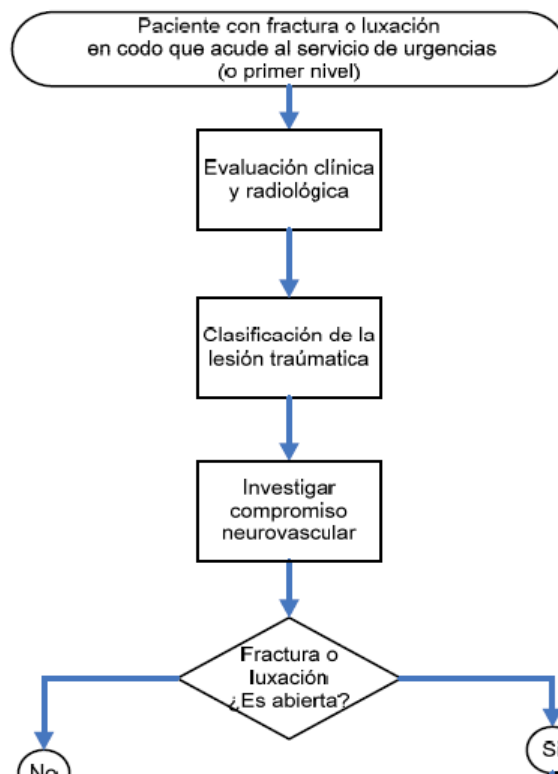 Paciente con fractura o luxación
en codo que acude al servicio de urgencias
(o primer nivel)
Evaluación clínica
y radiológica
Clasificación de la
lesión traúmatica
Investigar
compromiso
neurovascular
Fractura o
luxación
¿Es abierta?
No
Si